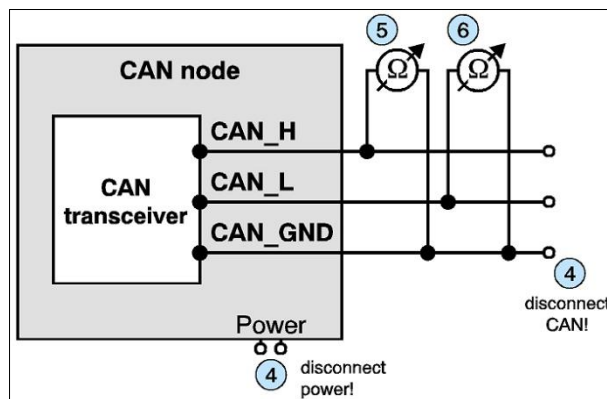 5
6
Ω
Ω
CAN node
CAN_H
CAN
transceiver
CAN_L
CAN_GND
4
disconnect
CAN!
Power
4
disconnect
power!